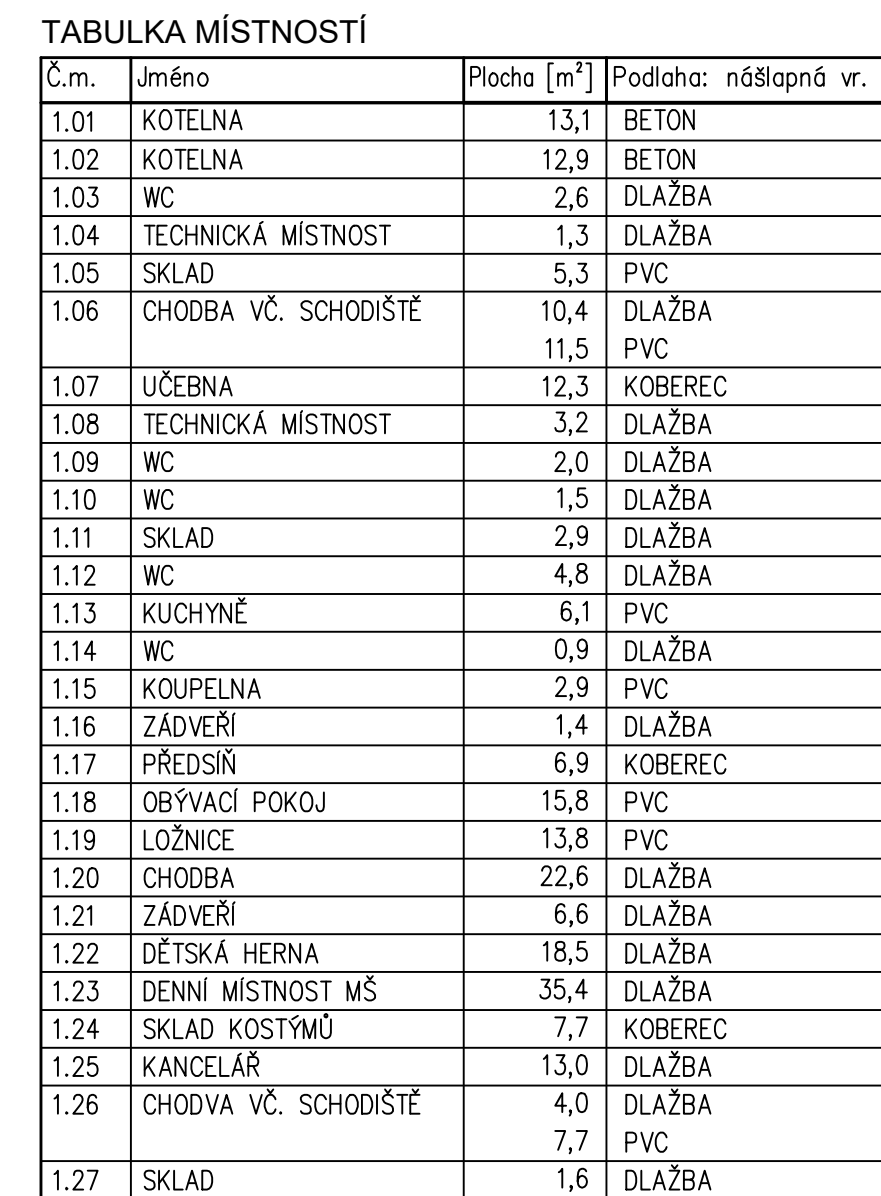 TABULKA MÍSTNOSTÍ
Č.m. Jméno Plocha [m²] Podlaha: nášlapná vr.
1.01 KOTELNA 13,1 BETON
1.02 KOTELNA 12,9 BETON
1.03 WC 2,6 DLAŽBA
1.04 TECHNICKÁ MÍSTNOST 1,3 DLAŽBA
1.05 SKLAD 5,3 PVC
1.06 CHODBA VČ. SCHODIŠTĚ 10,4 DLAŽBA
11,5 PVC
1.07 UČEBNA 12,3 KOBEREC
1.08 TECHNICKÁ MÍSTNOST 3,2 DLAŽBA
1.09 WC 2,0 DLAŽBA
1.10 WC 1,5 DLAŽBA
1.11 SKLAD 2,9 DLAŽBA
1.12 WC 4,8 DLAŽBA
1.13 KUCHYNĚ 6,1 PVC
1.14 WC 0,9 DLAŽBA
1.15 KOUPELNA 2,9 PVC
1.16 ZÁDVEŘÍ 1,4 DLAŽBA
1.17 PŘEDSÍŇ 6,9 KOBEREC
1.18 OBÝVACÍ POKOJ 15,8 PVC
1.19 LOŽNICE 13,8 PVC
1.20 CHODBA 22,6 DLAŽBA
1.21 ZÁDVEŘÍ 6,6 DLAŽBA
1.22 DĚTSKÁ HERNA 18,5 DLAŽBA
1.23 DENNÍ MÍSTNOST MŠ 35,4 DLAŽBA
1.24 SKLAD KOSTÝMŮ 7,7 KOBEREC
1.25 KANCELÁŘ 13,0 DLAŽBA
1.26 CHODVA VČ. SCHODIŠTĚ 4,0 DLAŽBA
7,7 PVC
1.27 SKLAD 1,6 DLAŽBA